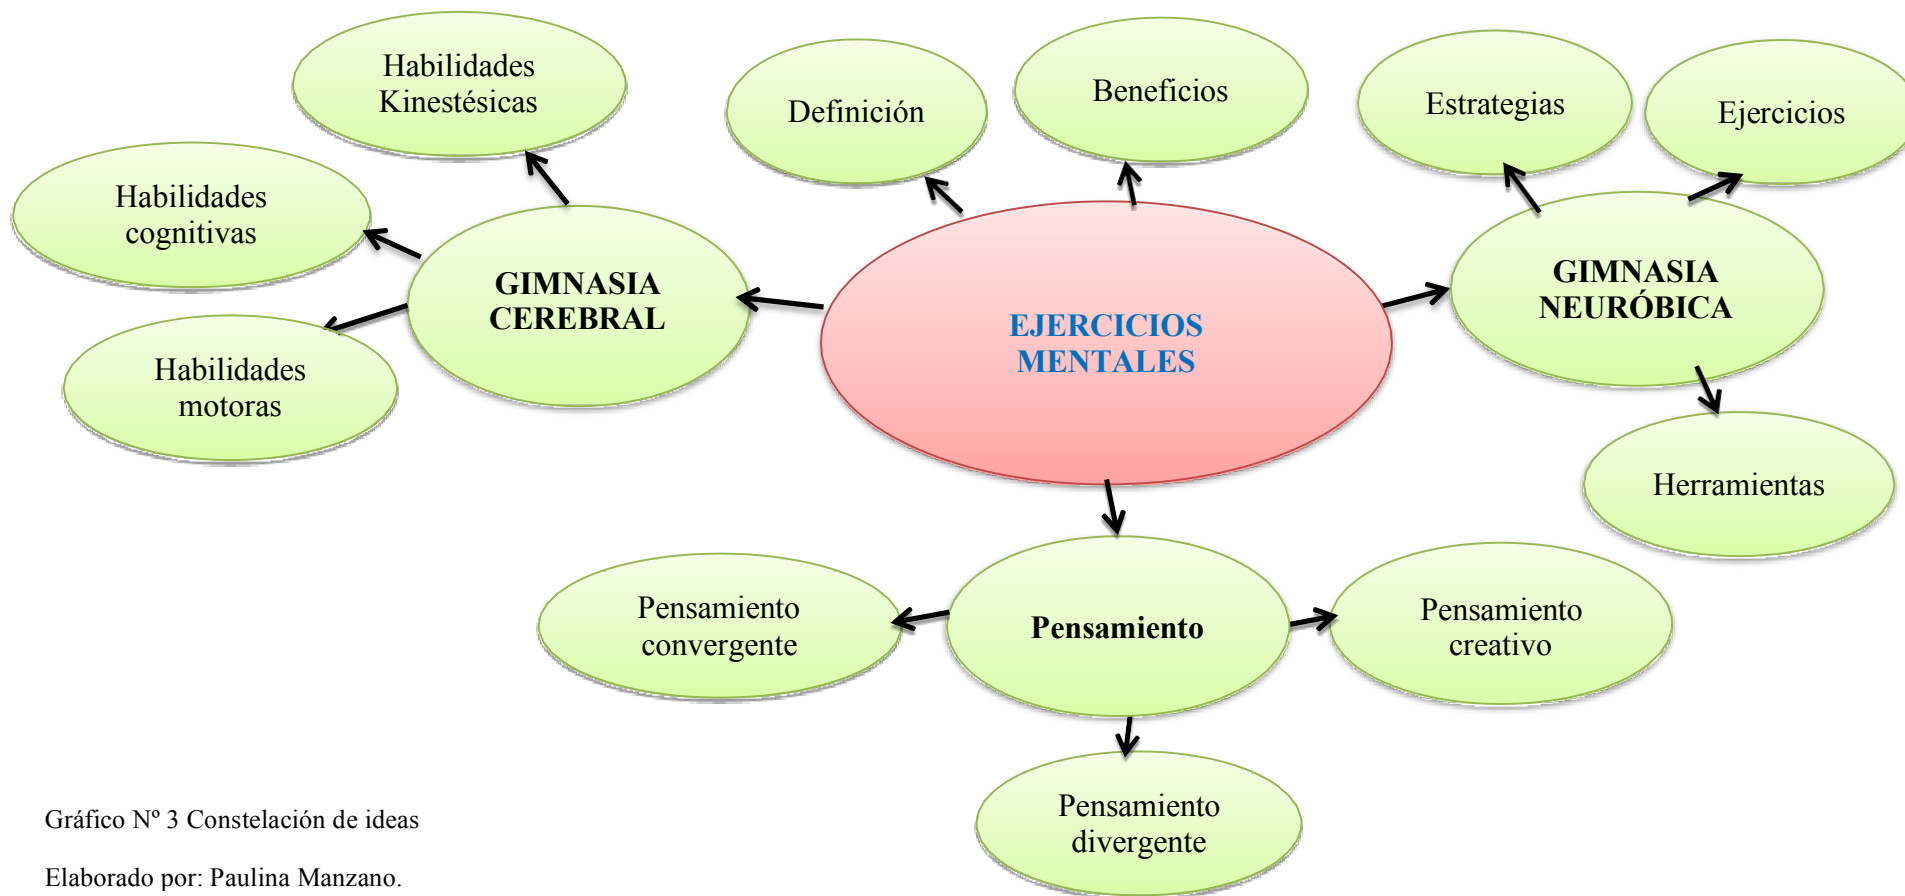 Habilidades
Kinestésicas
Definición
Beneficios
Estrategias
Ejercicios
Habilidades
cognitivas
GIMNASIA
CEREBRAL
Habilidades
motoras
EJERCICIOS
MENTALES
GIMNASIA
NEURÓBICA
Herramientas
Pensamiento
convergente
Pensamiento
Pensamiento
creativo
Pensamiento
divergente
Gráfico Nº 3 Constelación de ideas
Elaborado por: Paulina Manzano.